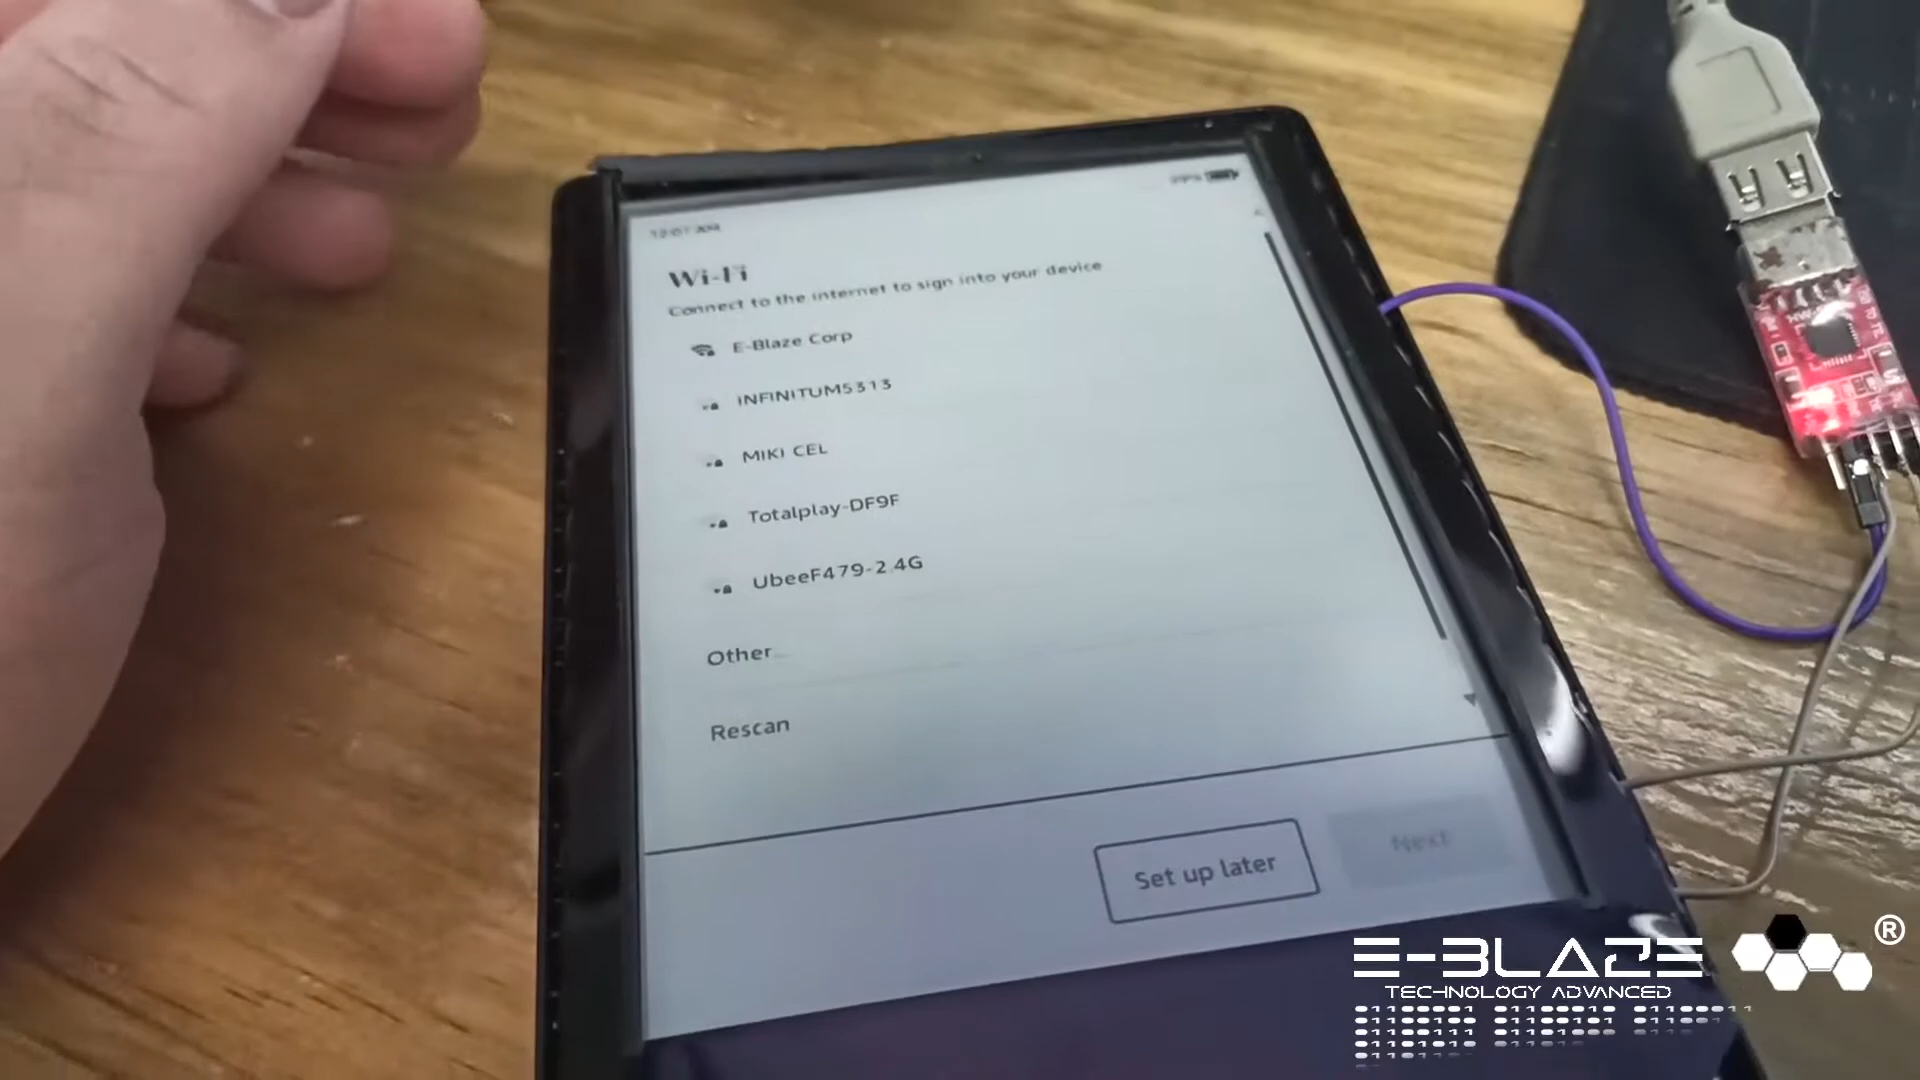 Wi-Fi
Connect to the internet to sign into your device
E-Blaze Corp
INFINITUM5313
MIKI CEL
Totalplay-DF9F
UbeeF479-2.4G
Other...
Rescan
Set up later
Next
E-BLAZE
®
TECHNOLOGY ADVANCED